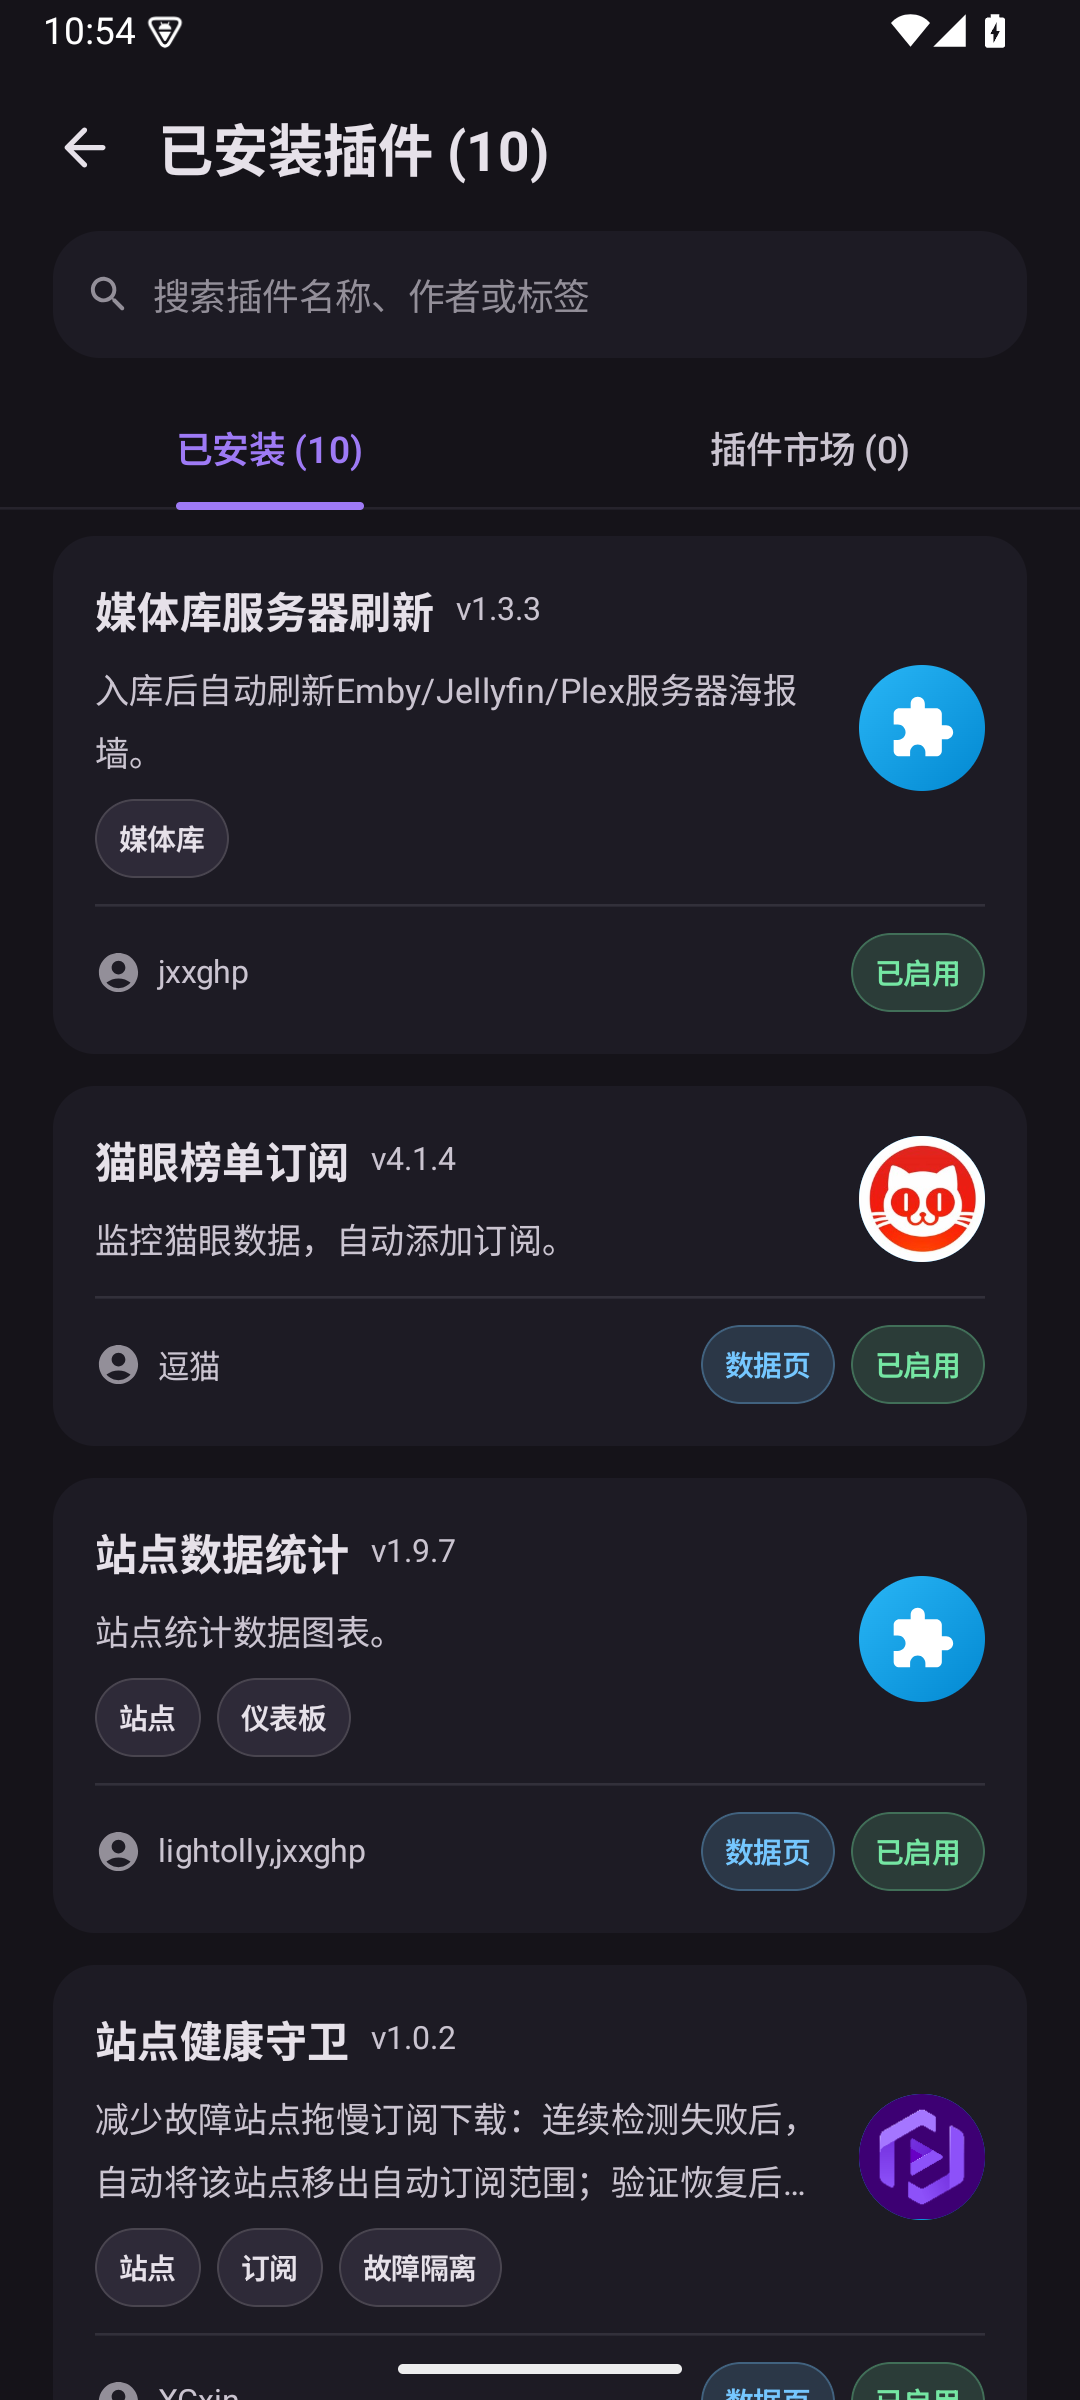 10:54
已安装插件 (10)
搜索插件名称、作者或标签
已安装 (10)
插件市场 (0)
媒体库服务器刷新 v1.3.3
入库后自动刷新Emby/Jellyfin/Plex服务器海报
墙。
媒体库
jxxghp
已启用
猫眼榜单订阅 v4.1.4
监控猫眼数据，自动添加订阅。
逗猫
数据页
已启用
站点数据统计 v1.9.7
站点统计数据图表。
站点
仪表板
lightolly,jxxghp
数据页
已启用
站点健康守卫 v1.0.2
减少故障站点拖慢订阅下载：连续检测失败后，
自动将该站点移出自动订阅范围；验证恢复后...
站点
订阅
故障隔离
数据页
已启用